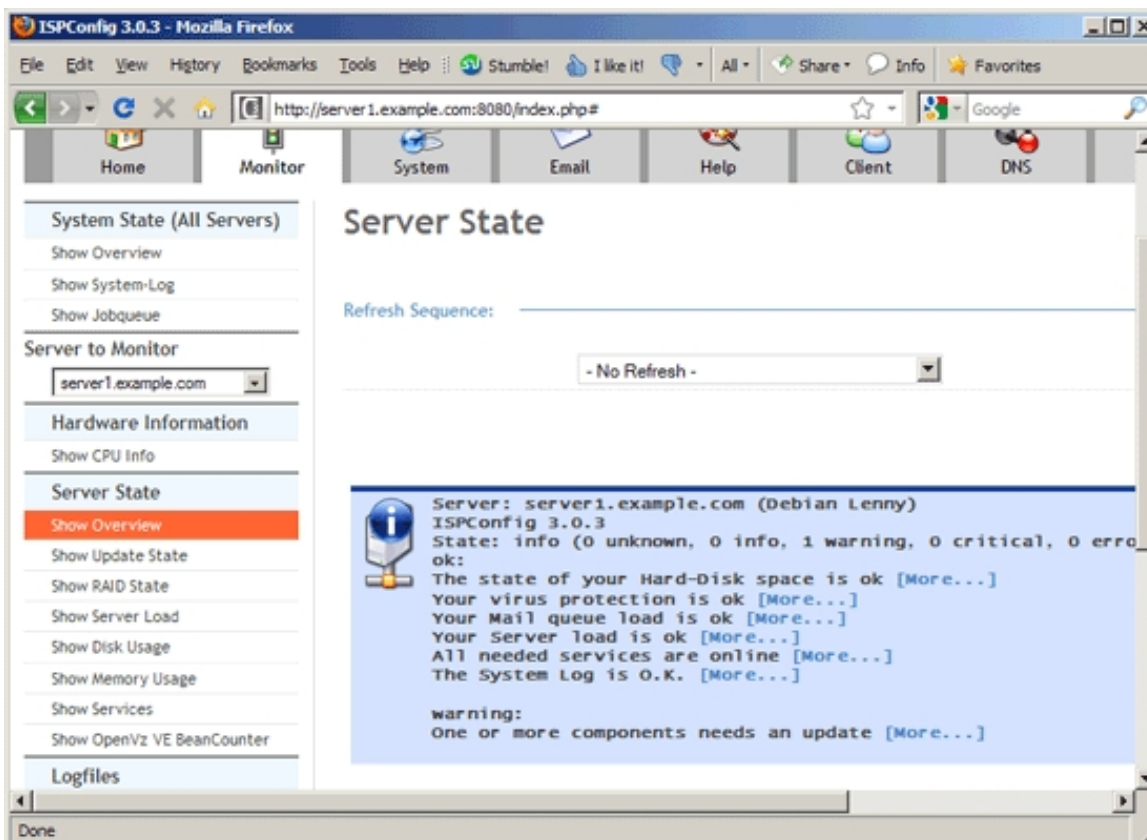 ISPConfig 3.0.3 - Mozilla Firefox
File Edit View History Bookmarks Tools Help Stumble! I like it! All Share Info Favorites
http://server1.example.com:8080/index.php# Google
Home Monitor System Email Help Client DNS
System State (All Servers)
Show Overview
Show System-Log
Show Jobqueue
Server to Monitor
server1.example.com
Hardware Information
Show CPU Info
Server State
Show Overview
Show Update State
Show RAID State
Show Server Load
Show Disk Usage
Show Memory Usage
Show Services
Show OpenVz VE BeanCounter
Logfiles
Server State
Refresh Sequence:
- No Refresh -
Server: server1.example.com (Debian Lenny)
ISPConfig 3.0.3
State: info (0 unknown, 0 info, 1 warning, 0 critical, 0 erro
ok:
The state of your Hard-Disk space is ok [More...]
Your virus protection is ok [More...]
Your Mail queue load is ok [More...]
Your Server load is ok [More...]
All needed services are online [More...]
The System Log is O.K. [More...]
warning:
One or more components needs an update [More...]
Done